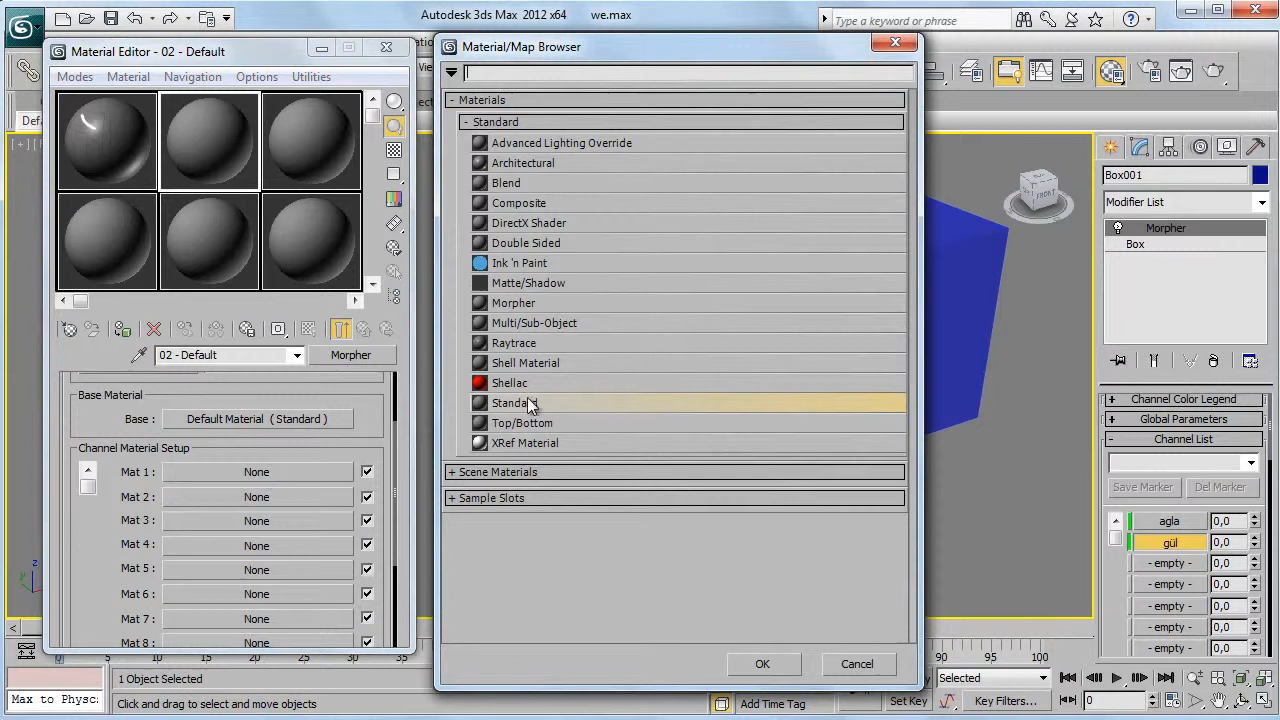 Autodesk 3ds Max 2012 x64 we.max
Type a keyword or phrase
Material Editor - 02 - Default
Modes Material Navigation Options Utilities
02 - Default
Morpher
Base Material
Base : Default Material ( Standard )
Channel Material Setup
Mat 1 : None
Mat 2 : None
Mat 3 : None
Mat 4 : None
Mat 5 : None
Mat 6 : None
Mat 7 : None
Mat 8 : None
Material/Map Browser
- Materials
- Standard
Advanced Lighting Override
Architectural
Blend
Composite
DirectX Shader
Double Sided
Ink 'n Paint
Matte/Shadow
Morpher
Multi/Sub-Object
Raytrace
Shell Material
Shellac
Standard
Top/Bottom
XRef Material
+ Scene Materials
+ Sample Slots
OK Cancel
FRONT
Box001
Modifier List
Morpher
Box
+ Channel Color Legend
+ Global Parameters
- Channel List
Save Marker Del Marker
agla 0,0
gül 0,0
- empty - 0,0
- empty - 0,0
- empty - 0,0
- empty - 0,0
- empty - 0,0
0 5 10 15 20 25 30 35 90 95 100
1 Object Selected
Click and drag to select and move objects
Max to Physc
Add Time Tag
Selected
Set Key
Key Filters...
0